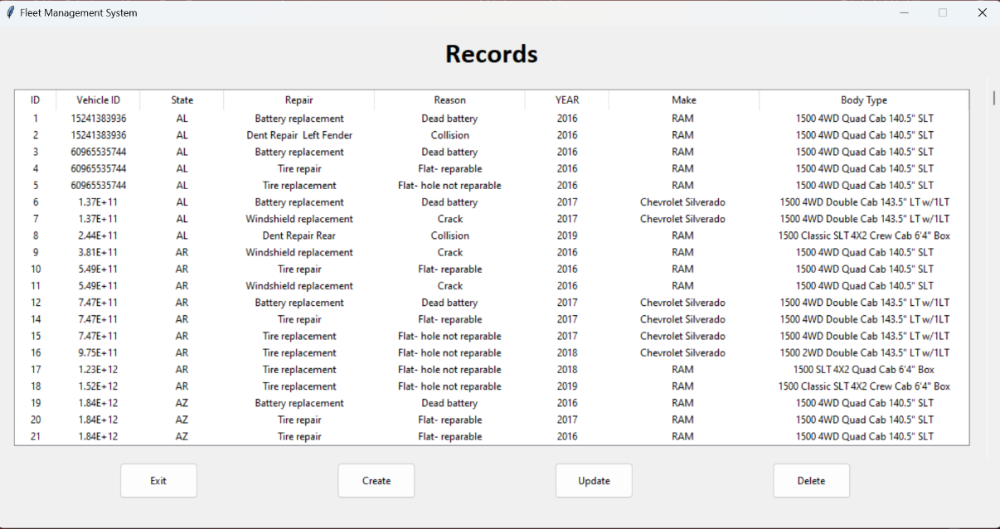 Fleet Management System
Records
ID Vehicle ID State Repair Reason YEAR Make Body Type
1 15241383936 AL Battery replacement Dead battery 2016 RAM 1500 4WD Quad Cab 140.5" SLT
2 15241383936 AL Dent Repair  Left Fender Collision 2016 RAM 1500 4WD Quad Cab 140.5" SLT
3 60965535744 AL Battery replacement Dead battery 2016 RAM 1500 4WD Quad Cab 140.5" SLT
4 60965535744 AL Tire repair Flat- reparable 2016 RAM 1500 4WD Quad Cab 140.5" SLT
5 60965535744 AL Tire replacement Flat- hole not reparable 2016 RAM 1500 4WD Quad Cab 140.5" SLT
6 1.37E+11 AL Battery replacement Dead battery 2017 Chevrolet Silverado 1500 4WD Double Cab 143.5" LT w/1LT
7 1.37E+11 AL Windshield replacement Crack 2017 Chevrolet Silverado 1500 4WD Double Cab 143.5" LT w/1LT
8 2.44E+11 AL Dent Repair Rear Collision 2019 RAM 1500 Classic SLT 4X2 Crew Cab 6'4" Box
9 3.81E+11 AR Windshield replacement Crack 2016 RAM 1500 4WD Quad Cab 140.5" SLT
10 5.49E+11 AR Tire repair Flat- reparable 2016 RAM 1500 4WD Quad Cab 140.5" SLT
11 5.49E+11 AR Windshield replacement Crack 2016 RAM 1500 4WD Quad Cab 140.5" SLT
12 7.47E+11 AR Battery replacement Dead battery 2017 Chevrolet Silverado 1500 4WD Double Cab 143.5" LT w/1LT
14 7.47E+11 AR Tire repair Flat- reparable 2017 Chevrolet Silverado 1500 4WD Double Cab 143.5" LT w/1LT
15 7.47E+11 AR Tire replacement Flat- hole not reparable 2017 Chevrolet Silverado 1500 4WD Double Cab 143.5" LT w/1LT
16 9.75E+11 AR Tire replacement Flat- hole not reparable 2018 Chevrolet Silverado 1500 2WD Double Cab 143.5" LT w/1LT
17 1.23E+12 AR Tire replacement Flat- hole not reparable 2018 RAM 1500 SLT 4X2 Quad Cab 6'4" Box
18 1.52E+12 AR Tire replacement Flat- hole not reparable 2019 RAM 1500 Classic SLT 4X2 Crew Cab 6'4" Box
19 1.84E+12 AZ Battery replacement Dead battery 2016 RAM 1500 4WD Quad Cab 140.5" SLT
20 1.84E+12 AZ Tire repair Flat- reparable 2017 RAM 1500 4WD Quad Cab 140.5" SLT
21 1.84E+12 AZ Tire repair Flat- reparable 2016 RAM 1500 4WD Quad Cab 140.5" SLT
Exit Create Update Delete